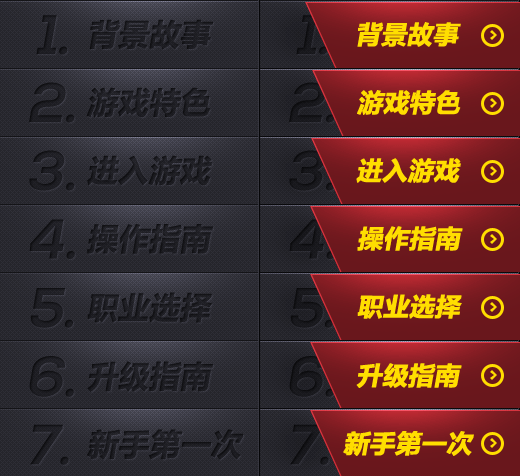 1. 背景故事 1. 背景故事
2. 游戏特色 2. 游戏特色
3. 进入游戏 3. 进入游戏
4. 操作指南 4. 操作指南
5. 职业选择 5. 职业选择
6. 升级指南 6. 升级指南
7. 新手第一次 7. 新手第一次